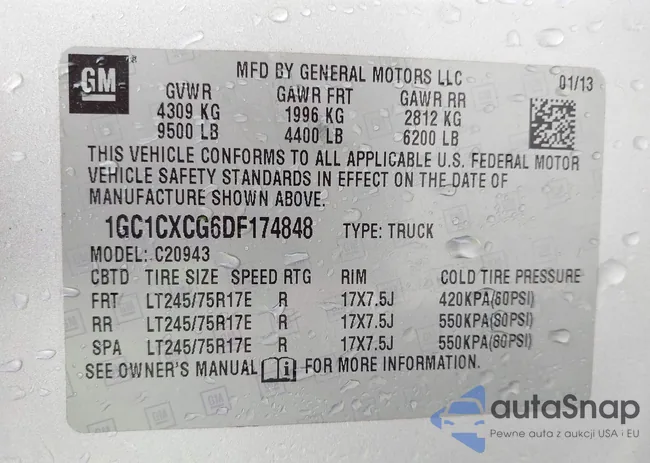 GM
MFD BY GENERAL MOTORS LLC
01/13
GVWR GAWR FRT GAWR RR
4309 KG 1996 KG 2812 KG
9500 LB 4400 LB 6200 LB
THIS VEHICLE CONFORMS TO ALL APPLICABLE U.S. FEDERAL MOTOR
VEHICLE SAFETY STANDARDS IN EFFECT ON THE DATE OF
MANUFACTURE SHOWN ABOVE.
1GC1CXCG6DF174848 TYPE: TRUCK
MODEL: C20943
CBTD TIRE SIZE SPEED RTG RIM COLD TIRE PRESSURE
FRT LT245/75R17E R 17X7.5J 420KPA(60PSI)
RR LT245/75R17E R 17X7.5J 550KPA(80PSI)
SPA LT245/75R17E R 17X7.5J 550KPA(80PSI)
SEE OWNER'S MANUAL i FOR MORE INFORMATION.
autaSnap
Pewne auta z aukcji USA i EU